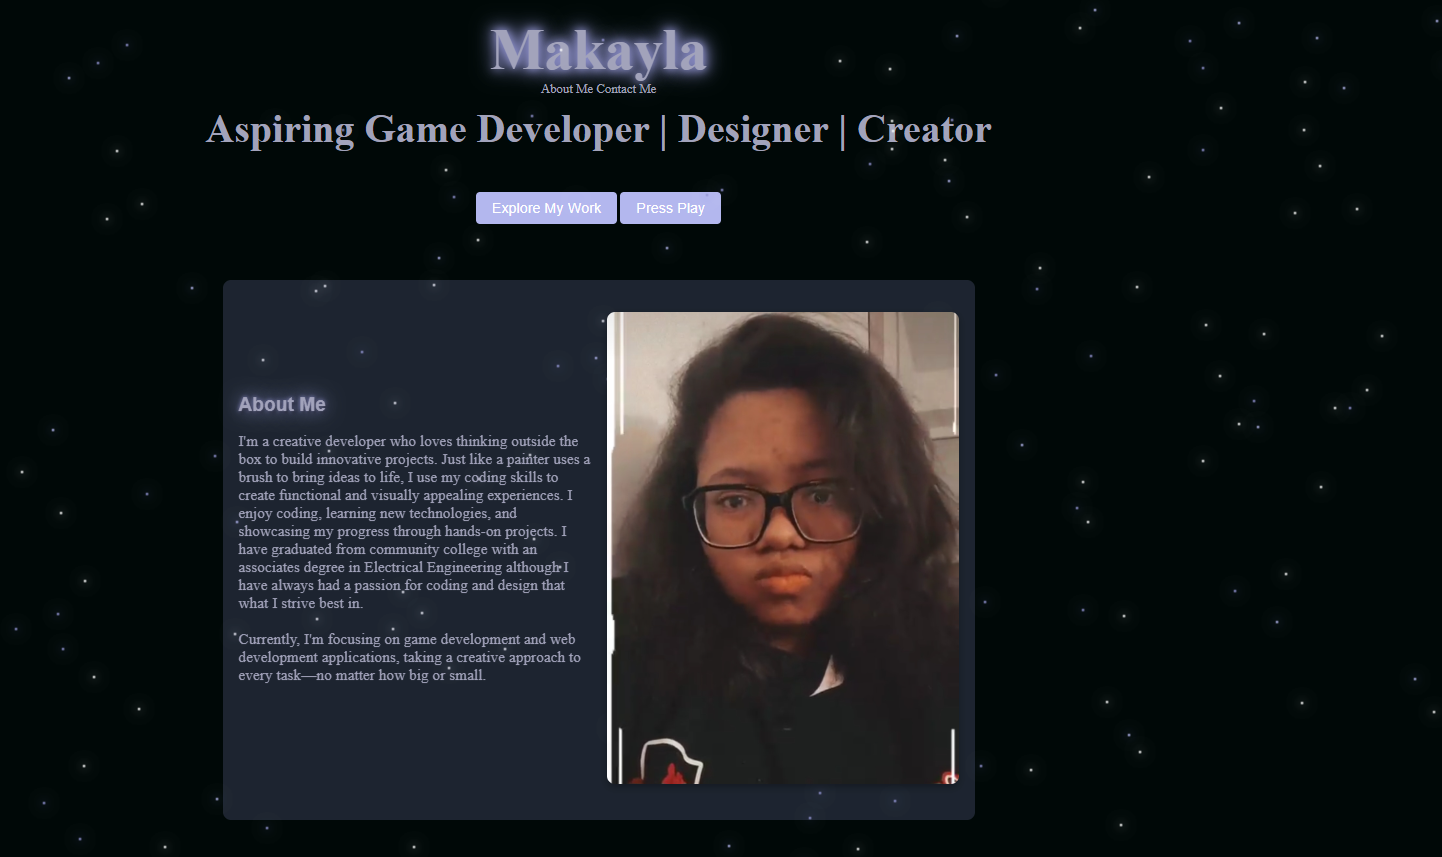 Makayla
About Me Contact Me
Aspiring Game Developer | Designer | Creator
Explore My Work Press Play
About Me
I'm a creative developer who loves thinking outside the
box to build innovative projects. Just like a painter uses a
brush to bring ideas to life, I use my coding skills to
create functional and visually appealing experiences. I
enjoy coding, learning new technologies, and
showcasing my progress through hands-on projects. I
have graduated from community college with an
associates degree in Electrical Engineering although I
have always had a passion for coding and design that
what I strive best in.
Currently, I'm focusing on game development and web
development applications, taking a creative approach to
every task—no matter how big or small.